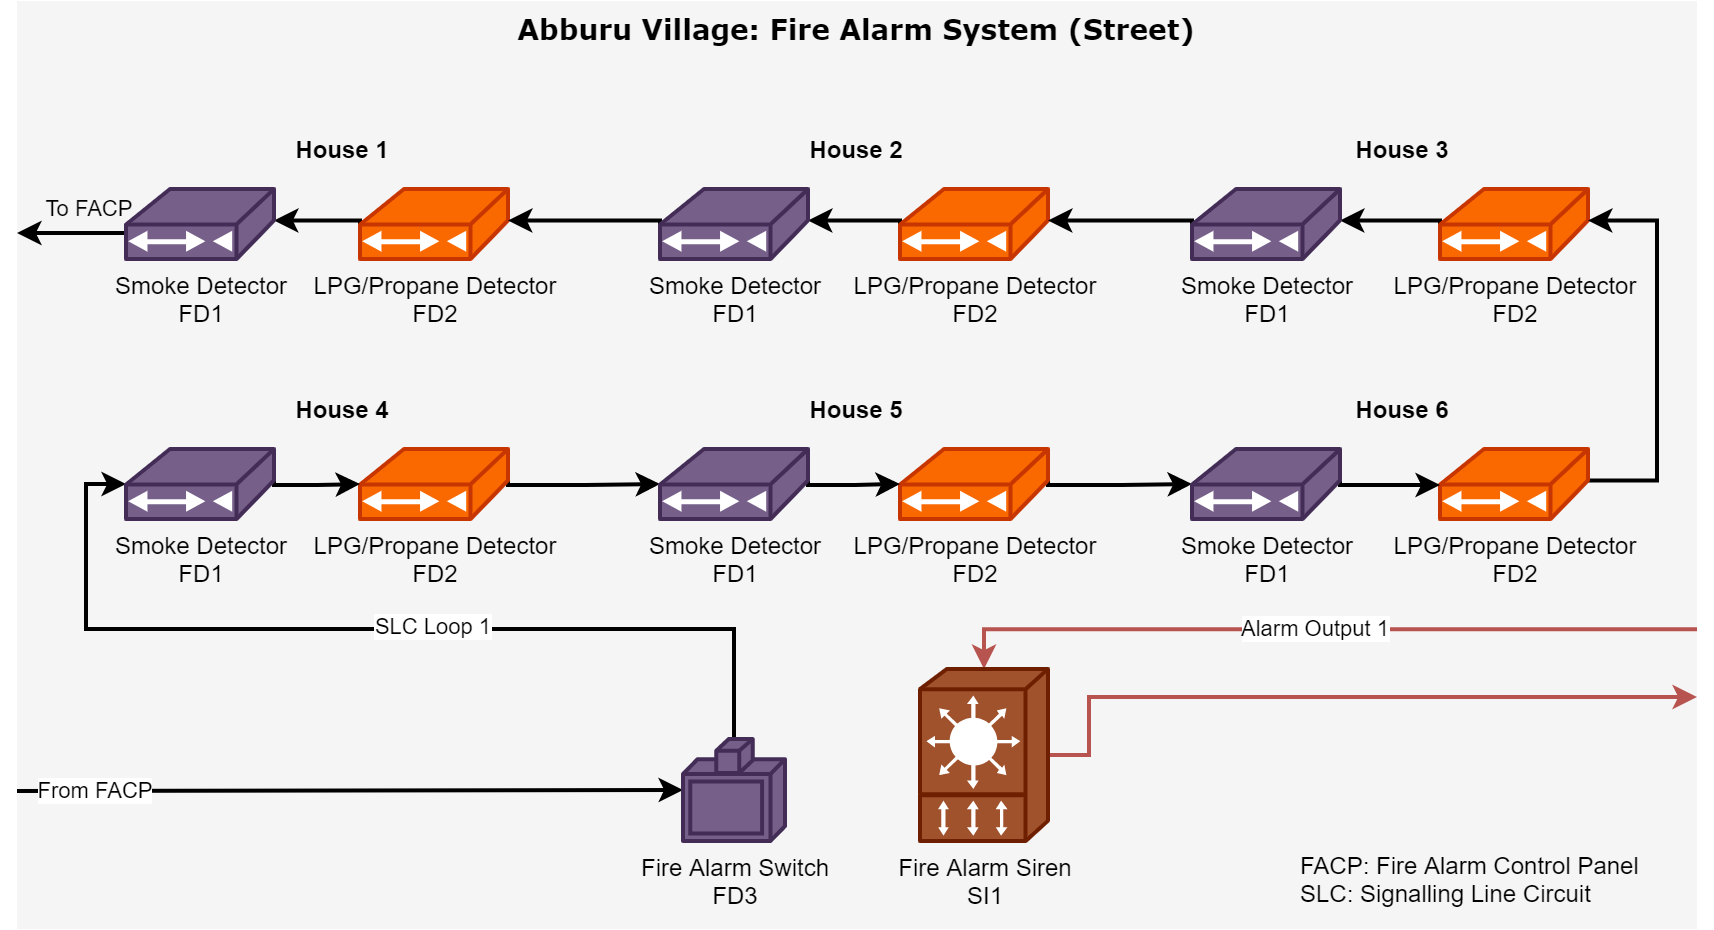 Abburu Village: Fire Alarm System (Street)
House 1
House 2
House 3
To FACP
Smoke Detector
FD1
LPG/Propane Detector
FD2
Smoke Detector
FD1
LPG/Propane Detector
FD2
Smoke Detector
FD1
LPG/Propane Detector
FD2
House 4
House 5
House 6
Smoke Detector
FD1
LPG/Propane Detector
FD2
Smoke Detector
FD1
LPG/Propane Detector
FD2
Smoke Detector
FD1
LPG/Propane Detector
FD2
SLC Loop 1
Alarm Output 1
From FACP
Fire Alarm Switch
FD3
Fire Alarm Siren
SI1
FACP: Fire Alarm Control Panel
SLC: Signalling Line Circuit